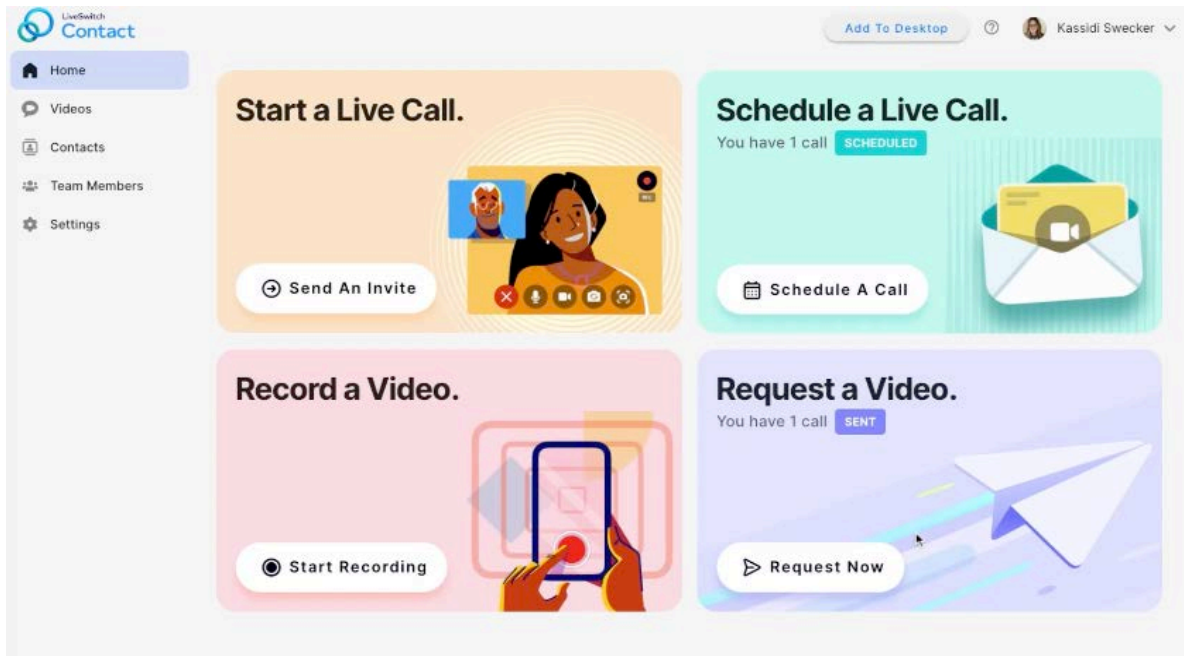 LiveSwitch
Contact
Add To Desktop
Kassidi Swecker
Home
Videos
Contacts
Team Members
Settings
Start a Live Call.
Send An Invite
Schedule a Live Call.
You have 1 call SCHEDULED
Schedule A Call
Record a Video.
Start Recording
Request a Video.
You have 1 call SENT
Request Now